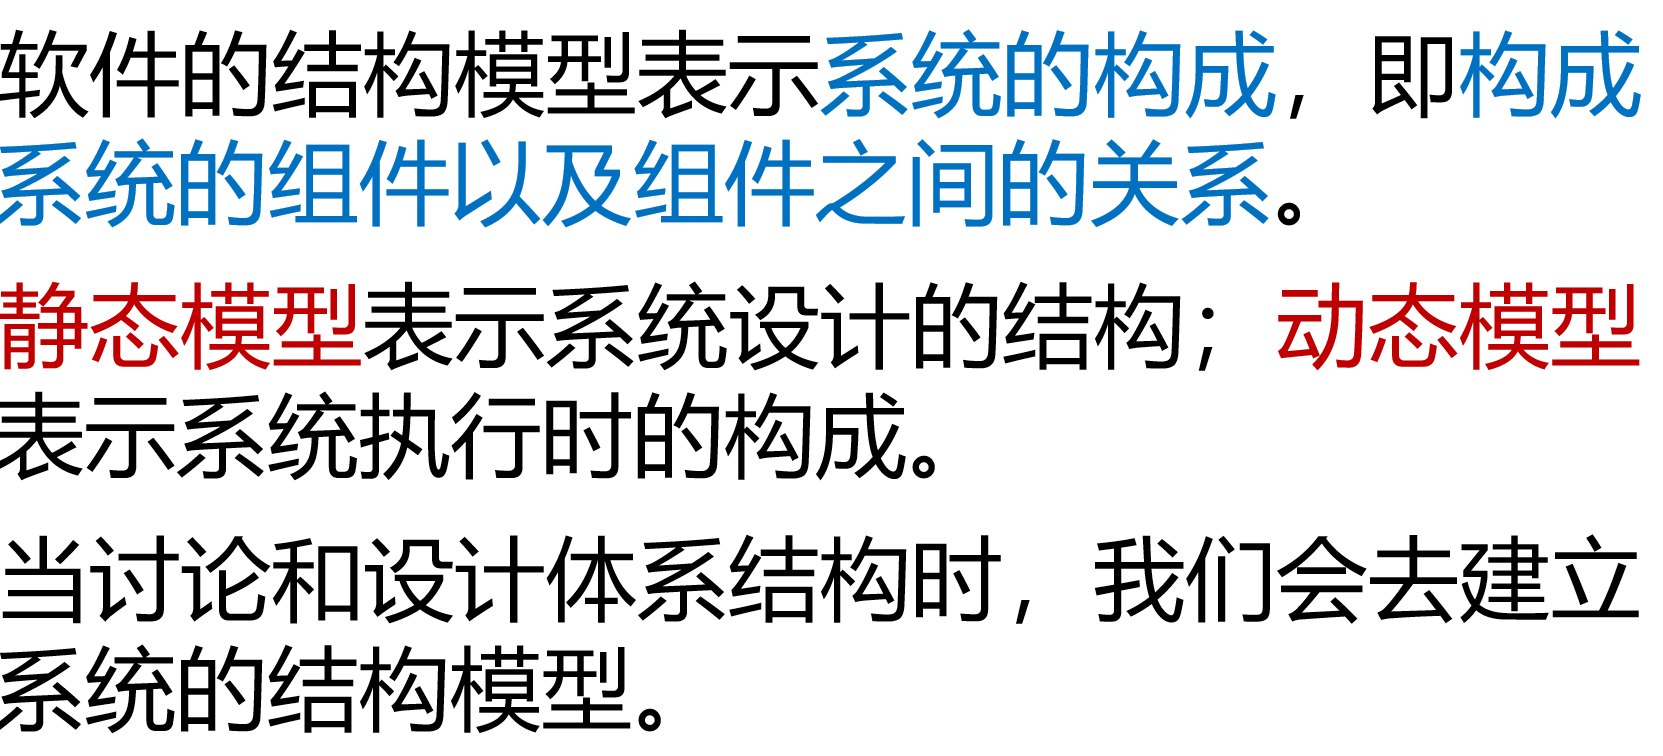 软件的结构模型表示系统的构成，即构成
系统的组件以及组件之间的关系。
静态模型表示系统设计的结构；动态模型
表示系统执行时的构成。
当讨论和设计体系结构时，我们会去建立
系统的结构模型。